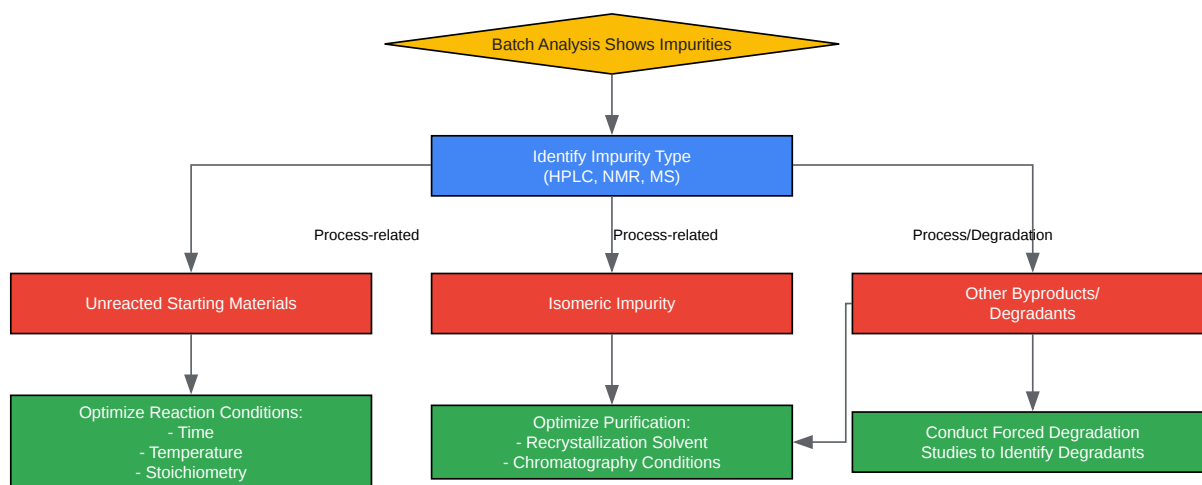 Batch Analysis Shows Impurities
Identify Impurity Type
(HPLC, NMR, MS)
Process-related
Process-related
Process/Degradation
Unreacted Starting Materials
Isomeric Impurity
Other Byproducts/
Degradants
Optimize Reaction Conditions:
- Time
- Temperature
- Stoichiometry
Optimize Purification:
- Recrystallization Solvent
- Chromatography Conditions
Conduct Forced Degradation
Studies to Identify Degradants